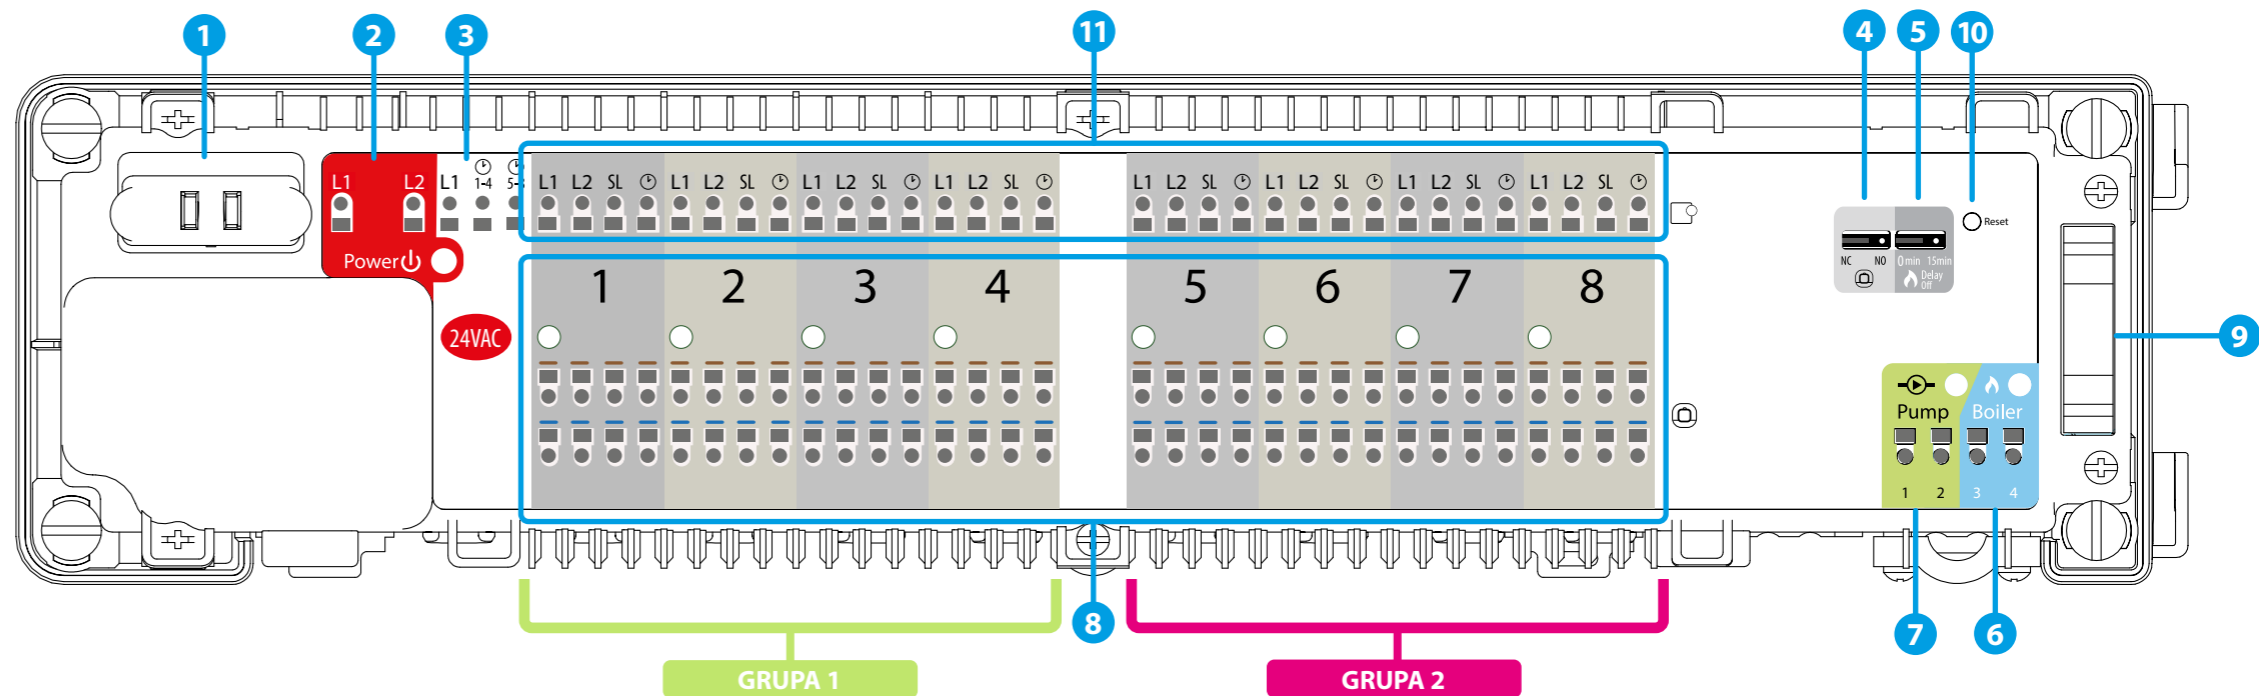 1 2 3 11 4 5 10
L1 L2 L1 1-4 5-8 L1 L2 SL L1 L2 SL L1 L2 SL L1 L2 SL L1 L2 SL L1 L2 SL L1 L2 SL L1 L2 SL
Reset
Power
NC NO 0min 15min
Delay
Off
1 2 3 4 5 6 7 8
24VAC
9
Pump Boiler
1 2 3 4
8 7 6
GRUPA 1 GRUPA 2